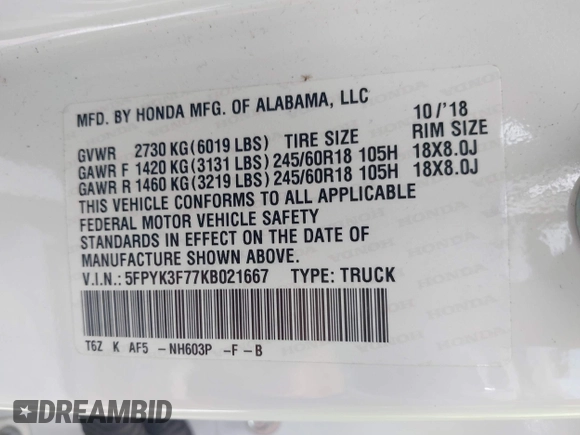 MFD. BY HONDA MFG. OF ALABAMA, LLC 10/'18
GVWR 2730 KG(6019 LBS) TIRE SIZE RIM SIZE
GAWR F 1420 KG(3131 LBS)245/60R18 105H 18X8.0J
GAWR R 1460 KG(3219 LBS)245/60R18 105H 18X8.0J
THIS VEHICLE CONFORMS TO ALL APPLICABLE
FEDERAL MOTOR VEHICLE SAFETY
STANDARDS IN EFFECT ON THE DATE OF
MANUFACTURE SHOWN ABOVE.
V.I.N.: 5FPYK3F77KB021667 TYPE: TRUCK
T6Z K AF5 -NH603P -F -B
DREAMBID